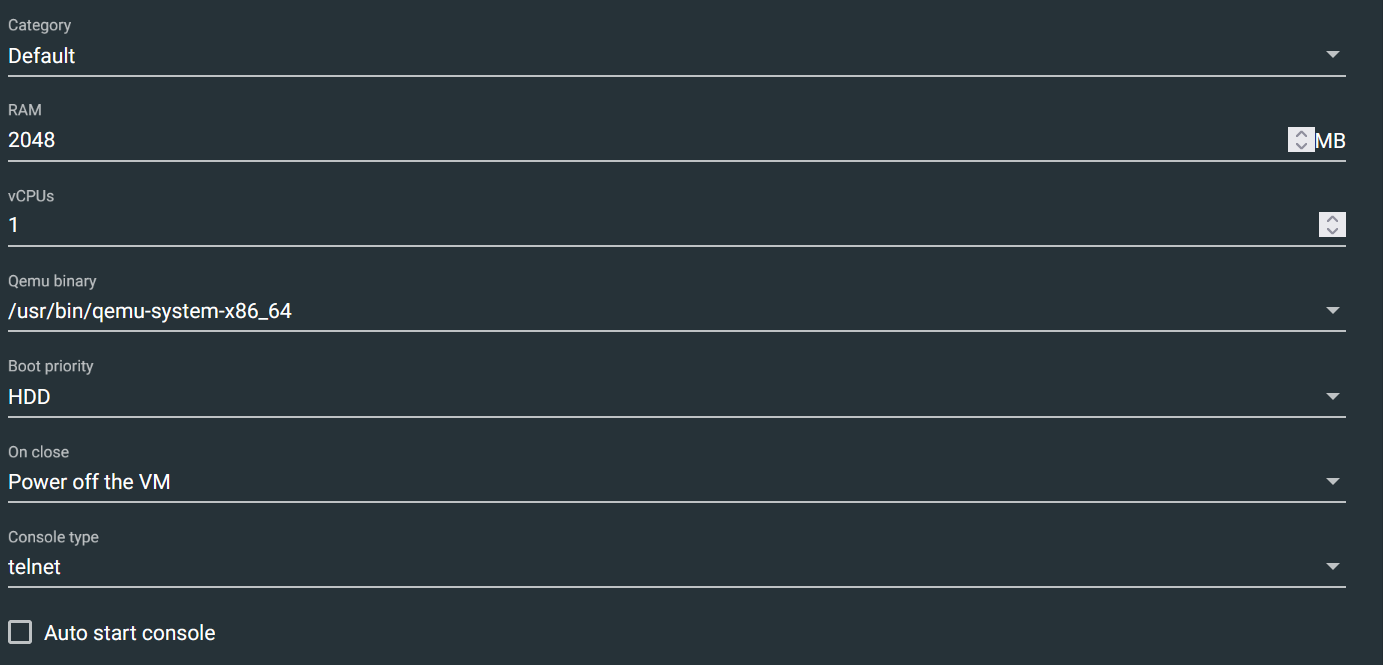 Category
Default
RAM
2048 MB
vCPUs
1
Qemu binary
/usr/bin/qemu-system-x86_64
Boot priority
HDD
On close
Power off the VM
Console type
telnet
Auto start console